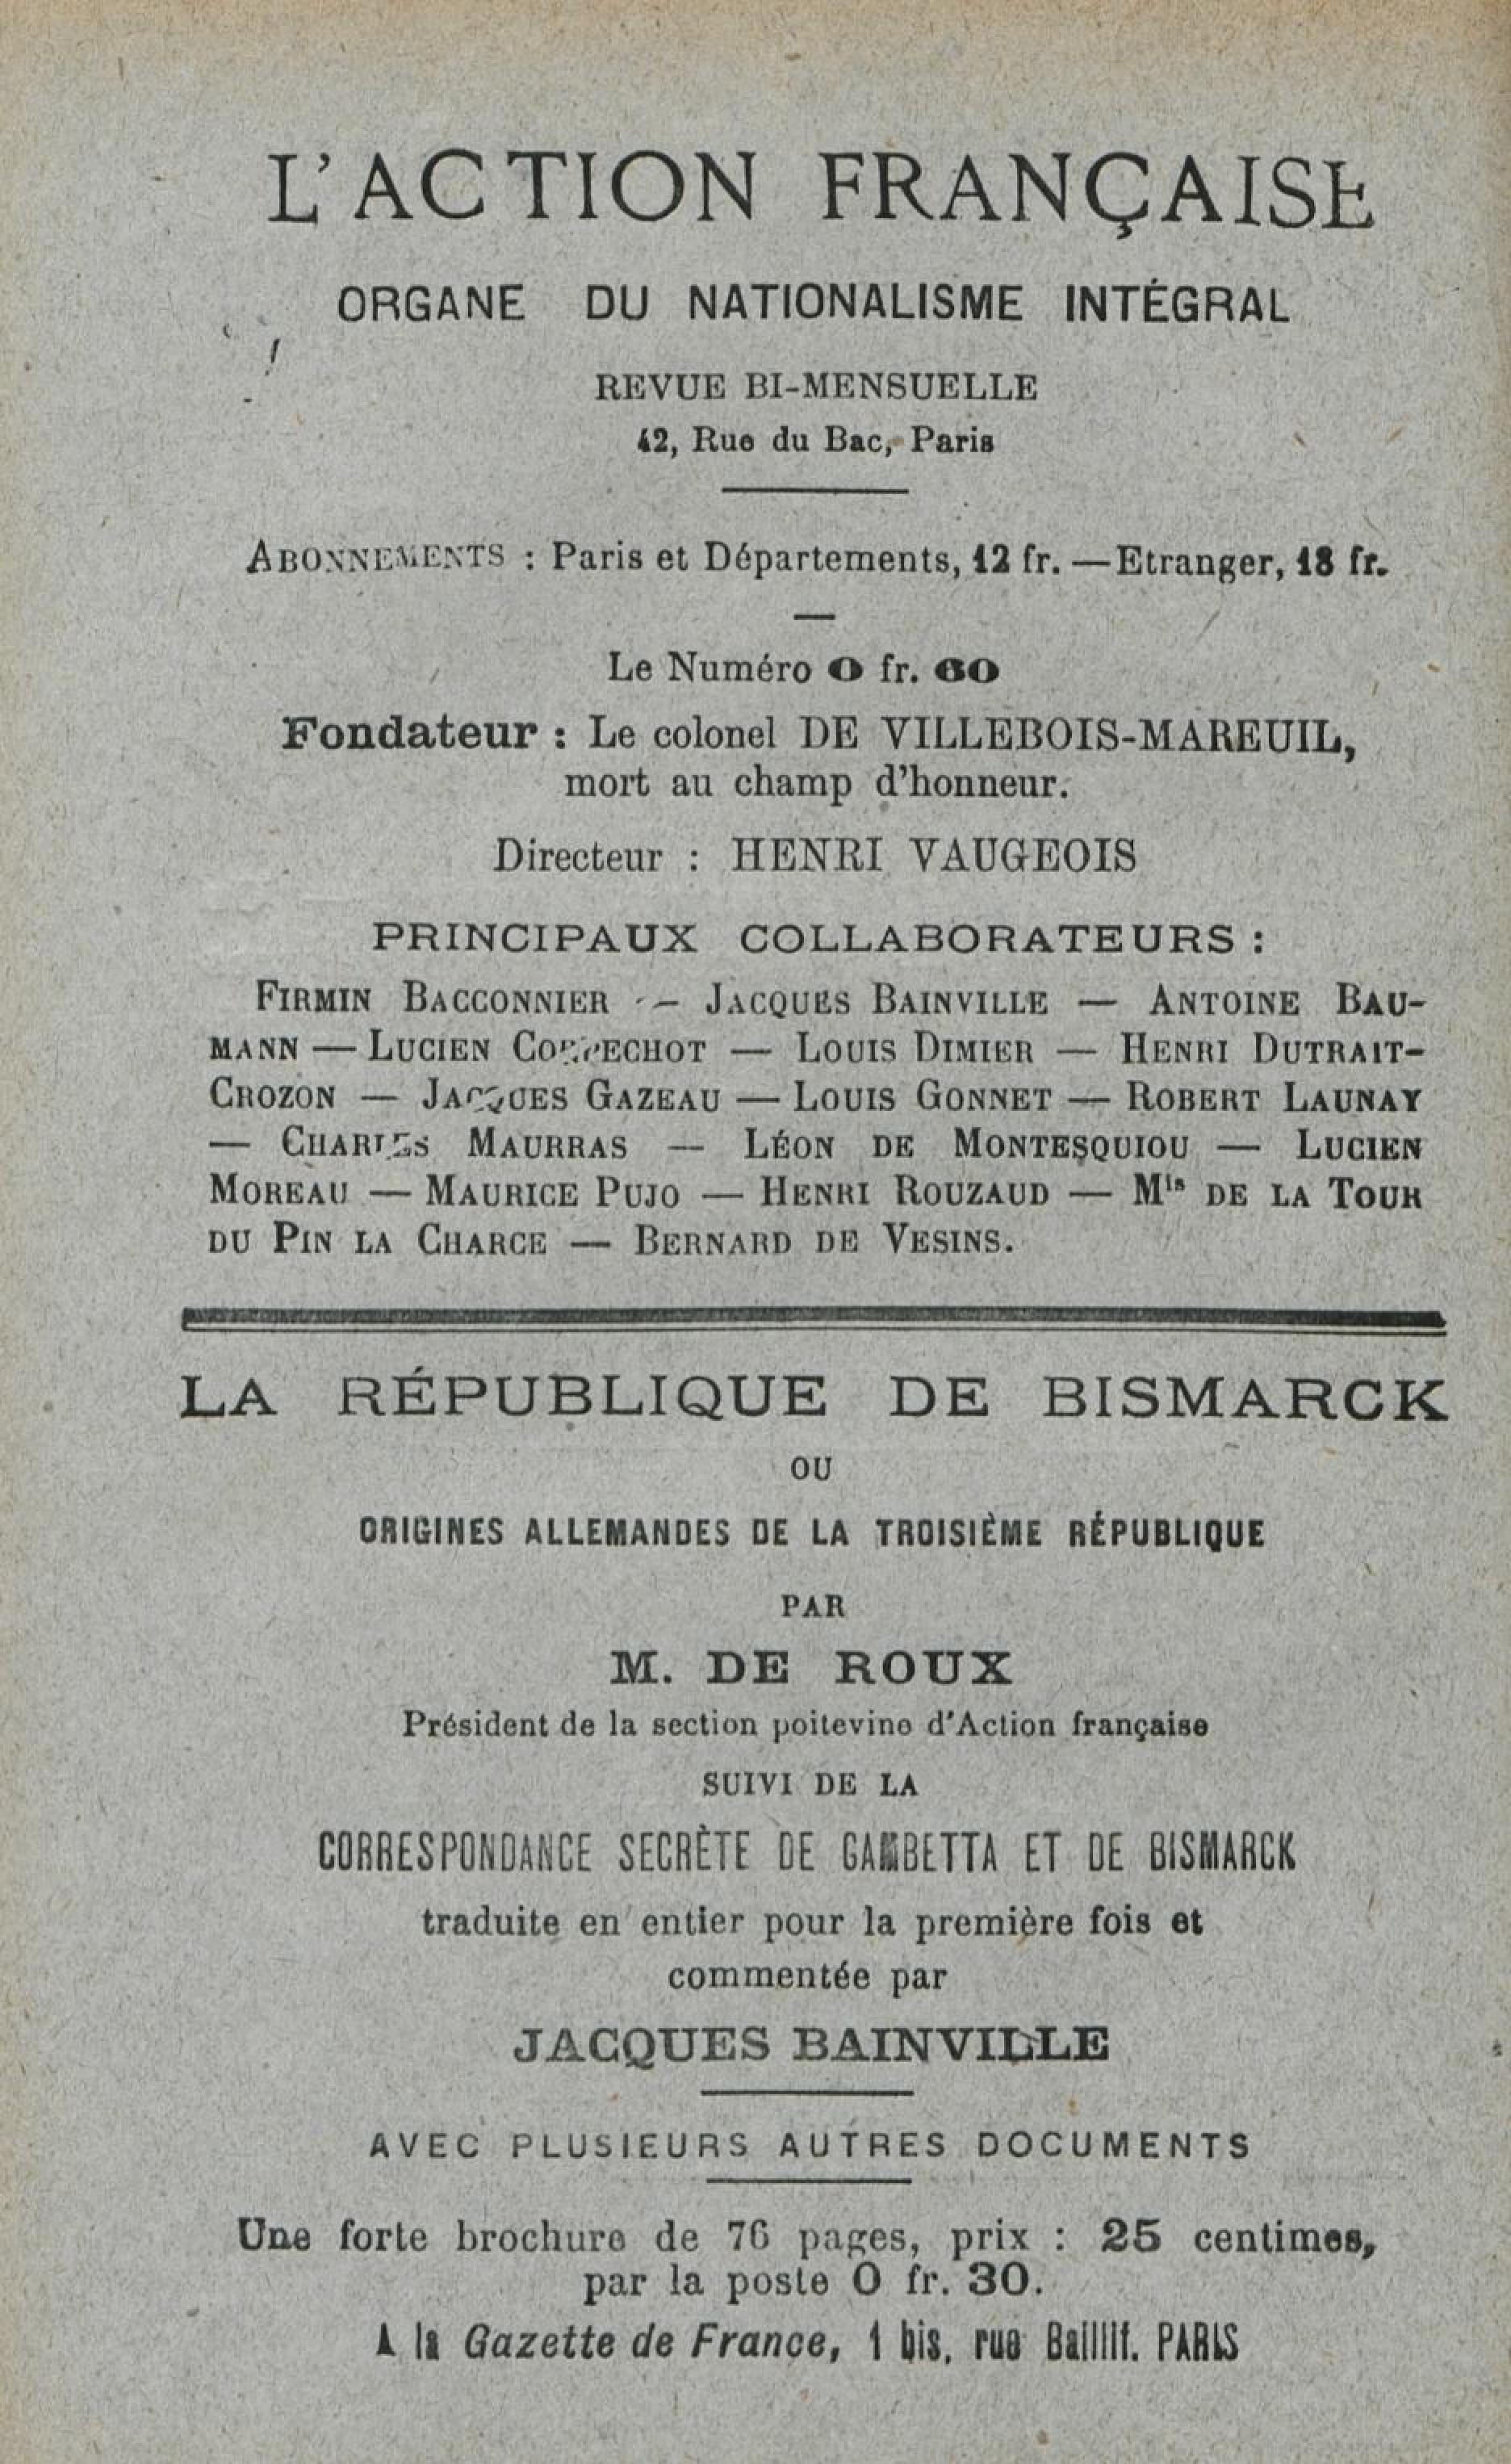 L'ACTION FRANÇAISE
ORGANE DU NATIONALISME INTÉGRAL
REVUE BI-MENSUELLE
42, Rue du Bac, Paris
ABONNEMENTS : Paris et Départements, 12 fr. — Etranger, 18 fr.
Le Numéro 0 fr. 60
Fondateur : Le colonel DE VILLEBOIS-MAREUIL,
mort au champ d'honneur.
Directeur : HENRI VAUGEOIS
PRINCIPAUX COLLABORATEURS :
FIRMIN BACCONNIER — JACQUES BAINVILLE — ANTOINE BAU-
MANN — LUCIEN CORPECHOT — LOUIS DIMIER — HENRI DUTRAIT-
CROZON — JACQUES GAZEAU — LOUIS GONNET — ROBERT LAUNAY
— CHARLES MAURRAS — LÉON DE MONTESQUIOU — LUCIEN
MOREAU — MAURICE PUJO — HENRI ROUZAUD — Mis DE LA TOUR
DU PIN LA CHARCE — BERNARD DE VESINS.
LA RÉPUBLIQUE DE BISMARCK
OU
ORIGINES ALLEMANDES DE LA TROISIÈME RÉPUBLIQUE
PAR
M. DE ROUX
Président de la section poitevine d'Action française
SUIVI DE LA
CORRESPONDANCE SECRÈTE DE GAMBETTA ET DE BISMARCK
traduite en entier pour la première fois et
commentée par
JACQUES BAINVILLE
AVEC PLUSIEURS AUTRES DOCUMENTS
Une forte brochure de 76 pages, prix : 25 centimes,
par la poste 0 fr. 30.
A la Gazette de France, 1 bis, rue Baillif. PARIS